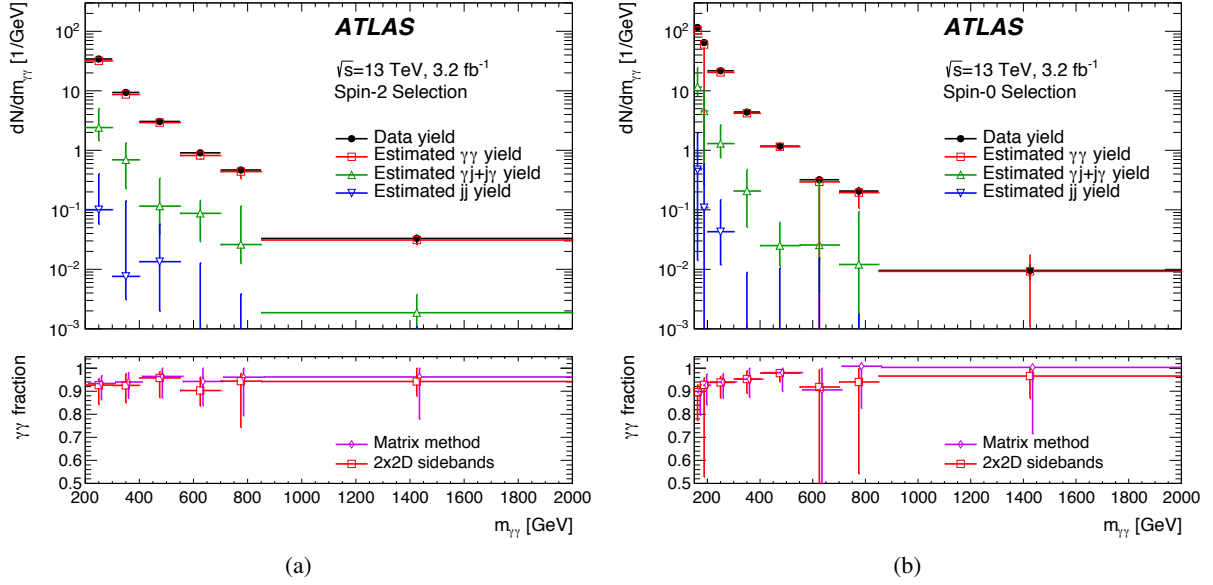 ATLAS
√s=13 TeV, 3.2 fb⁻¹
Spin-2 Selection
Data yield
Estimated γγ yield
Estimated γj+jγ yield
Estimated jj yield
dN/dmγγ [1/GeV]
10²
10
1
10⁻¹
10⁻²
10⁻³
γγ fraction
1
0.9
0.8
0.7
0.6
0.5
Matrix method
2x2D sidebands
200 400 600 800 1000 1200 1400 1600 1800 2000
mγγ [GeV]
(a)
ATLAS
√s=13 TeV, 3.2 fb⁻¹
Spin-0 Selection
Data yield
Estimated γγ yield
Estimated γj+jγ yield
Estimated jj yield
dN/dmγγ [1/GeV]
10²
10
1
10⁻¹
10⁻²
10⁻³
γγ fraction
1
0.9
0.8
0.7
0.6
0.5
Matrix method
2x2D sidebands
200 400 600 800 1000 1200 1400 1600 1800 2000
mγγ [GeV]
(b)